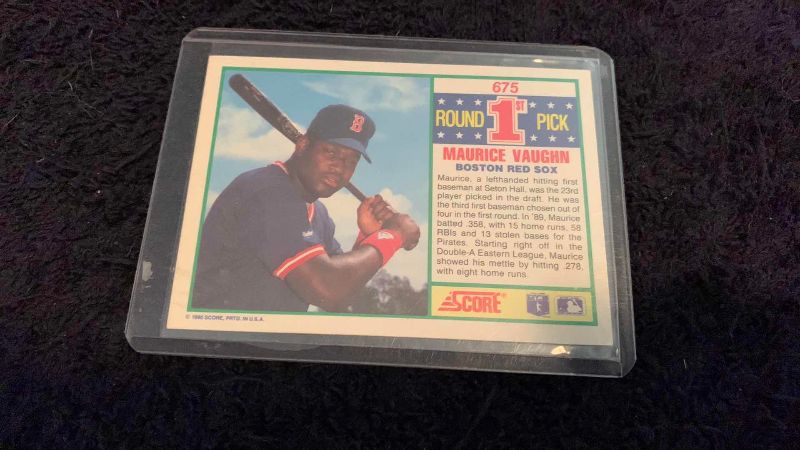 675
ROUND 1ST PICK
MAURICE VAUGHN
BOSTON RED SOX
Maurice, a lefthanded hitting first
baseman at Seton Hall, was the 23rd
player picked in the draft. He was
the third first baseman chosen out of
four in the first round. In '89, Maurice
batted .358, with 15 home runs, 58
RBIs and 13 stolen bases for the
Pirates. Starting right off in the
Double-A Eastern League, Maurice
showed his mettle by hitting .278,
with eight home runs.
SCORE
© 1990 SCORE, PRTD. IN U.S.A.
B